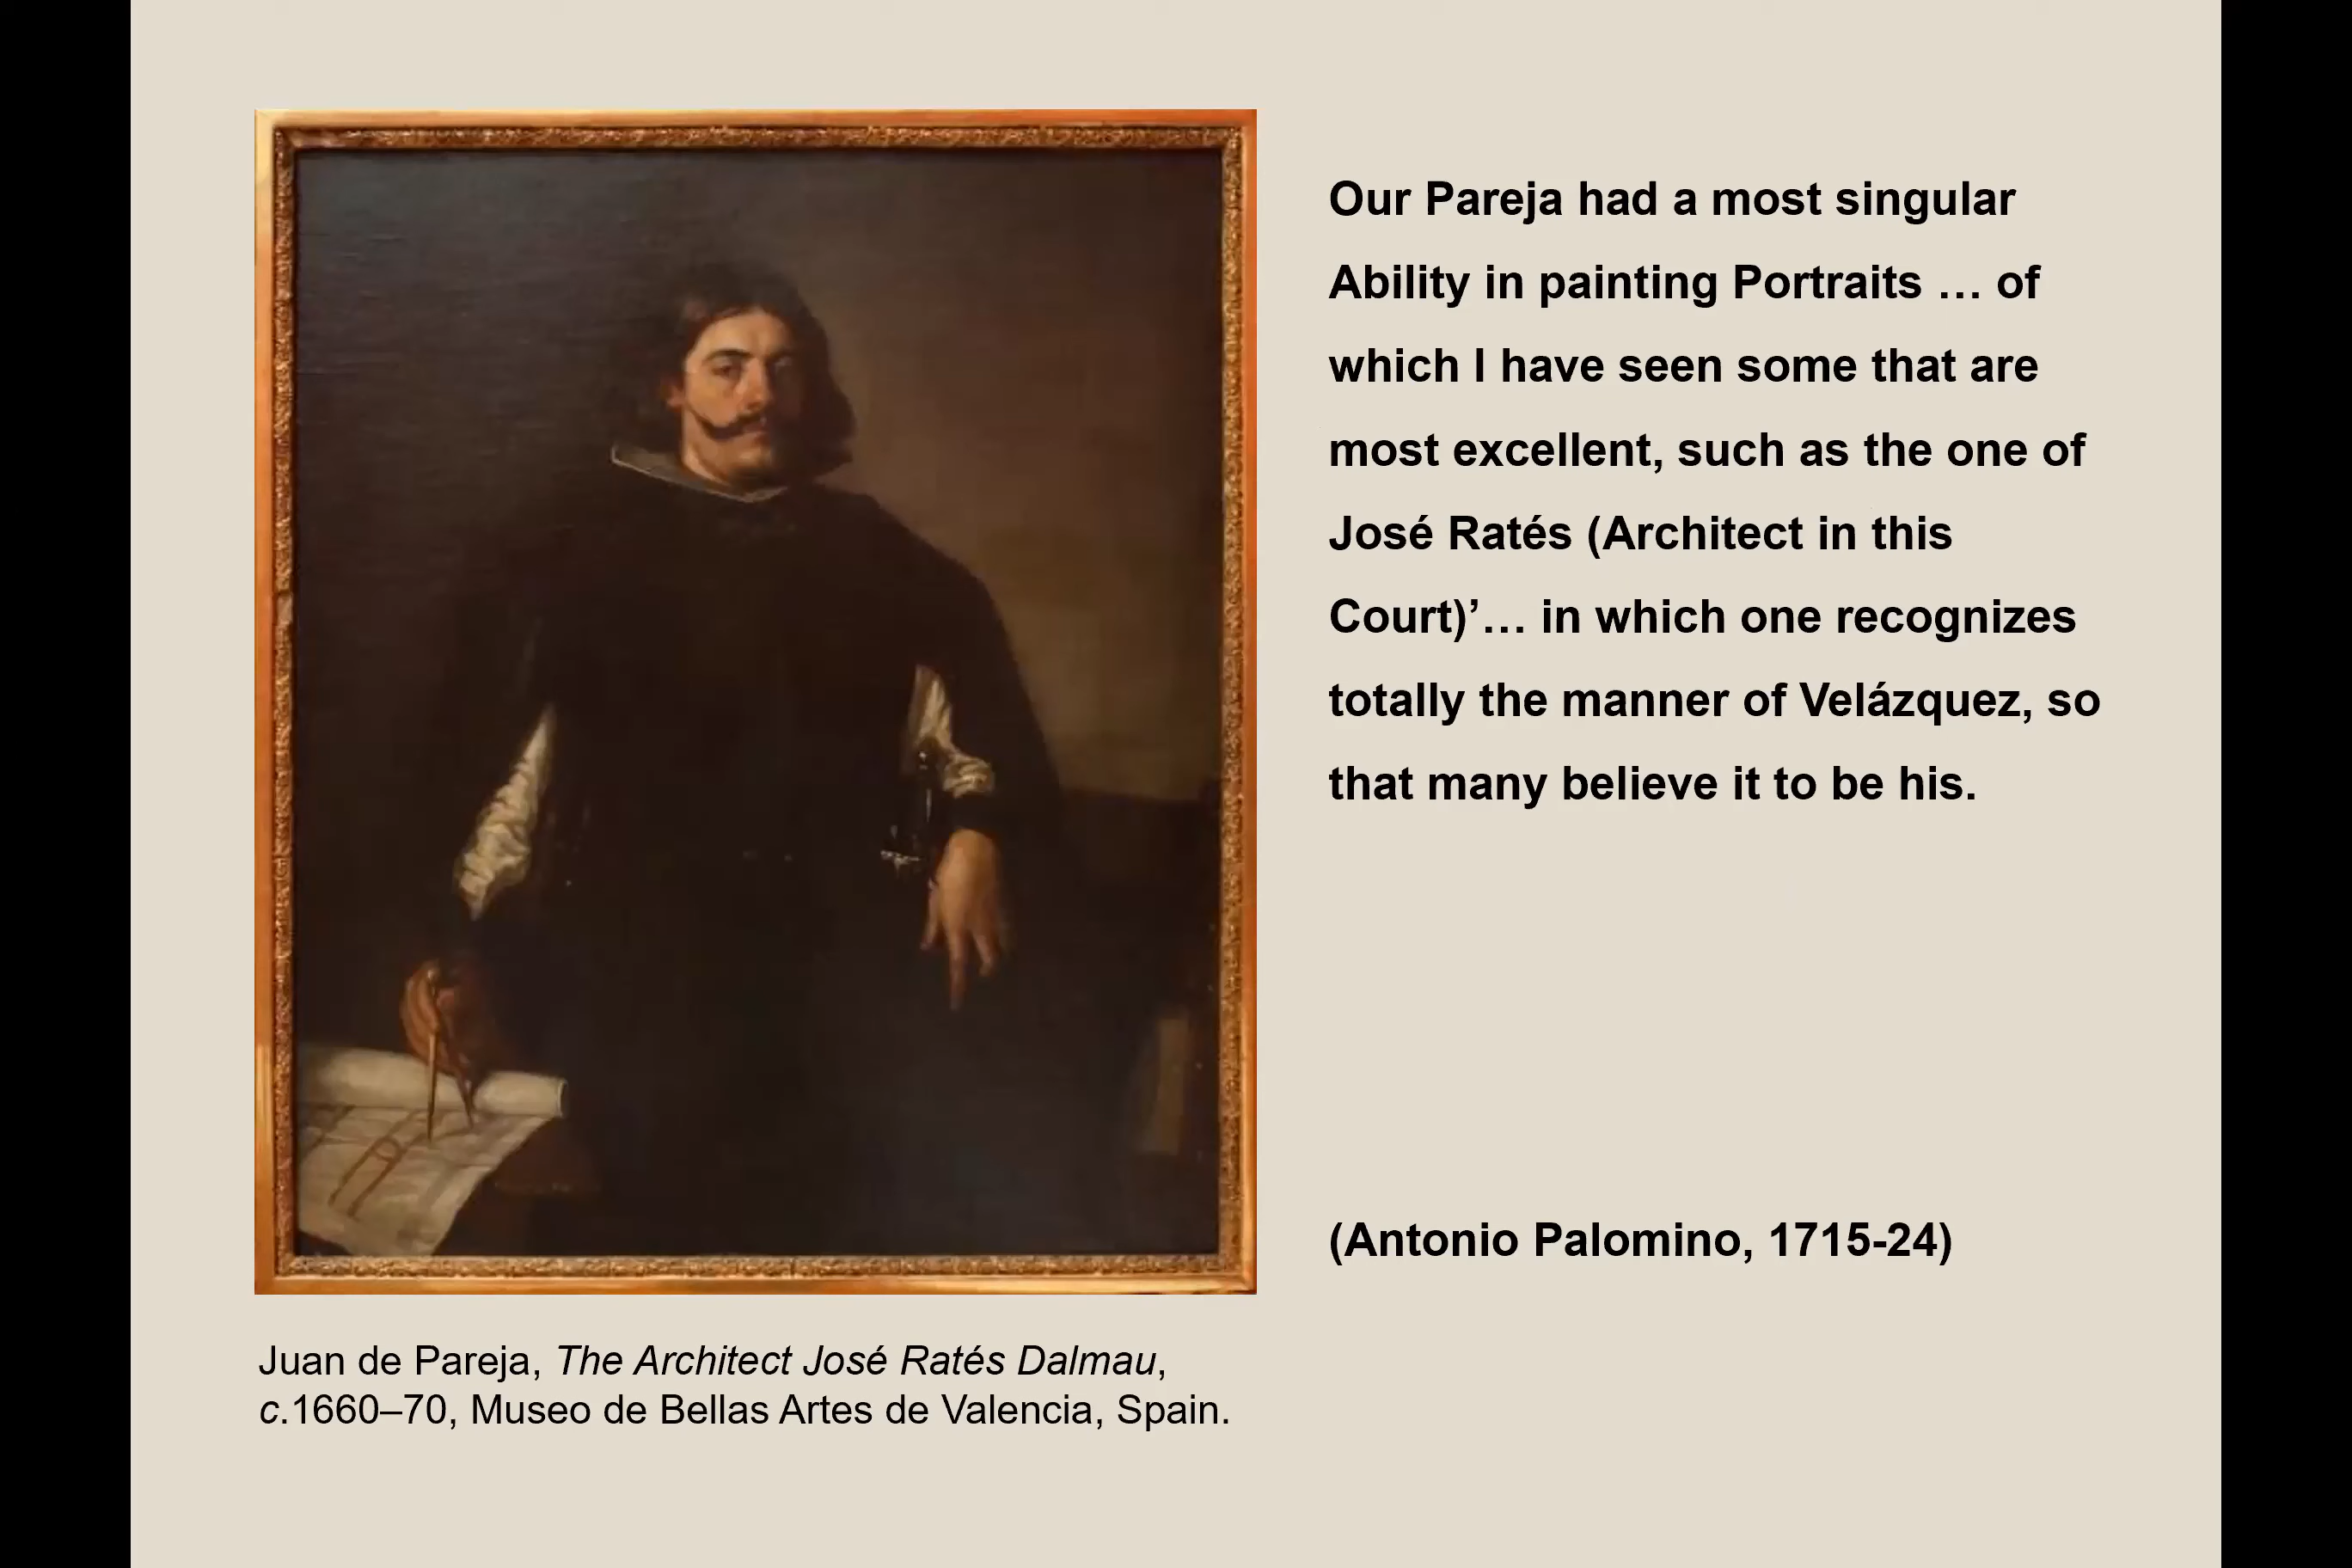 Our Pareja had a most singular
Ability in painting Portraits … of
which I have seen some that are
most excellent, such as the one of
José Ratés (Architect in this
Court)’… in which one recognizes
totally the manner of Velázquez, so
that many believe it to be his.
(Antonio Palomino, 1715-24)
Juan de Pareja, The Architect José Ratés Dalmau,
c.1660–70, Museo de Bellas Artes de Valencia, Spain.